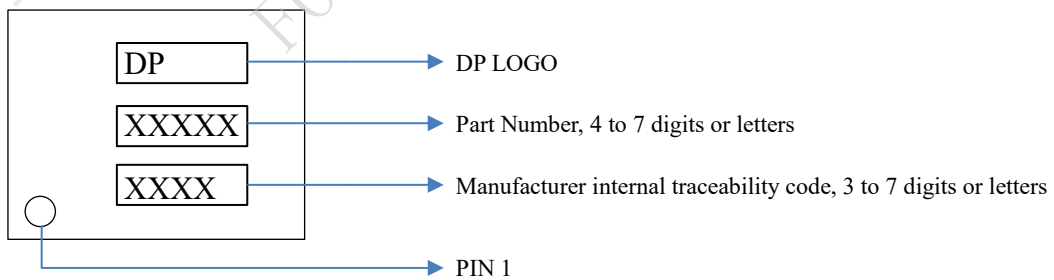 DP
DP LOGO
XXXXX
Part Number, 4 to 7 digits or letters
XXXX
Manufacturer internal traceability code, 3 to 7 digits or letters
PIN 1